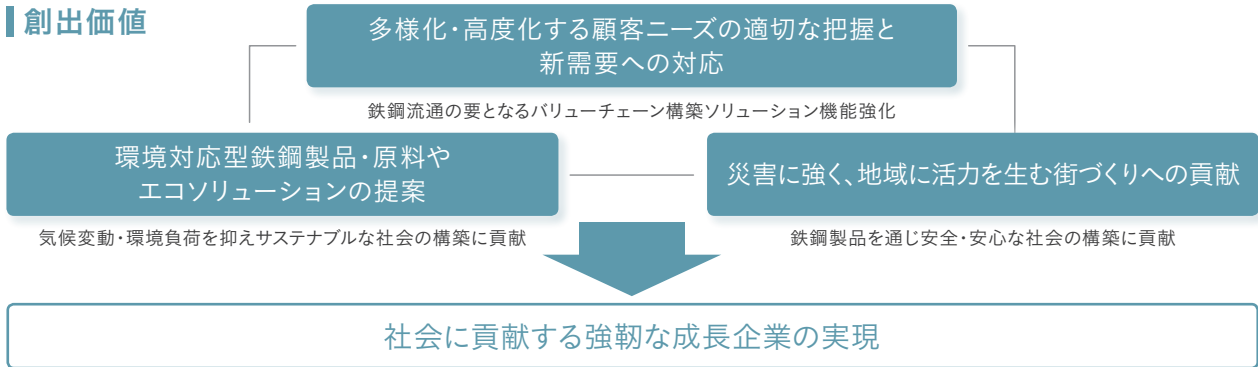 創出価値
多様化・高度化する顧客ニーズの適切な把握と
新需要への対応
鉄鋼流通の要となるバリューチェーン構築ソリューション機能強化
環境対応型鉄鋼製品・原料や
エコソリューションの提案
気候変動・環境負荷を抑えサステナブルな社会の構築に貢献
災害に強く、地域に活力を生む街づくりへの貢献
鉄鋼製品を通じ安全・安心な社会の構築に貢献
社会に貢献する強靭な成長企業の実現